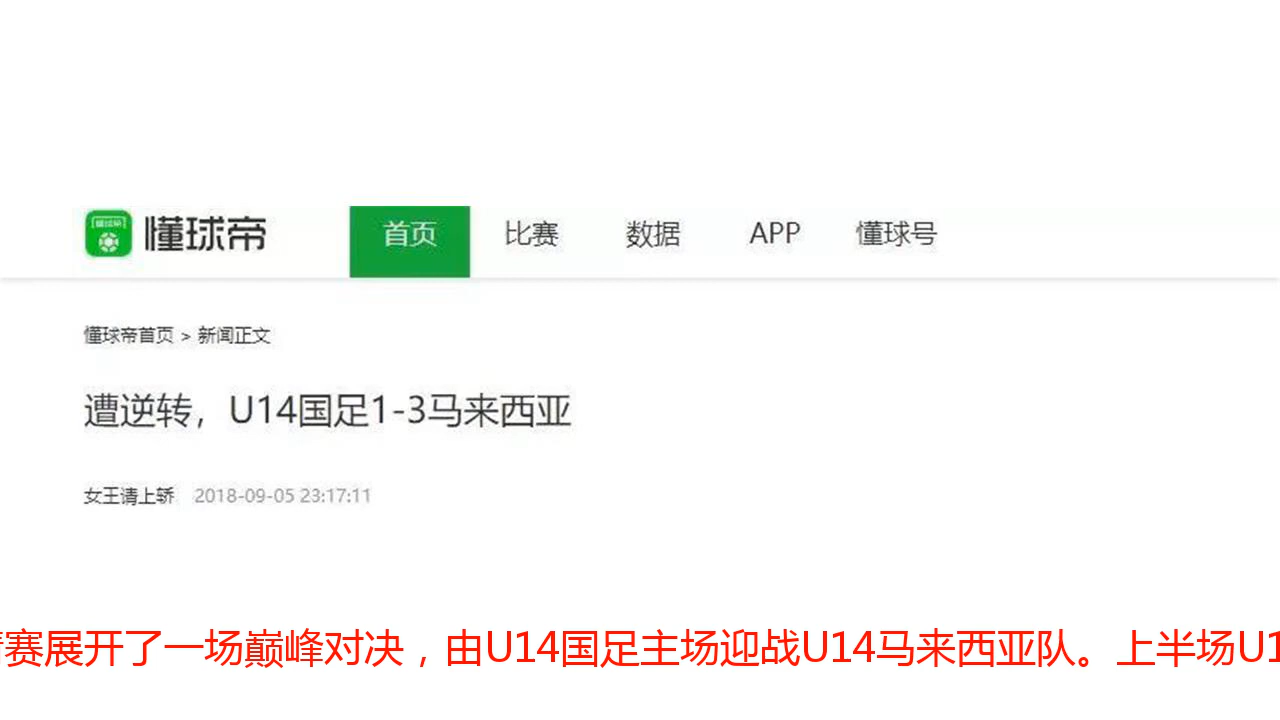 懂球帝 首页 比赛 数据 APP 懂球号
懂球帝首页 > 新闻正文
遭逆转，U14国足1-3马来西亚
女王请上轿 2018-09-05 23:17:11
赛展开了一场巅峰对决，由U14国足主场迎战U14马来西亚队。上半场U1